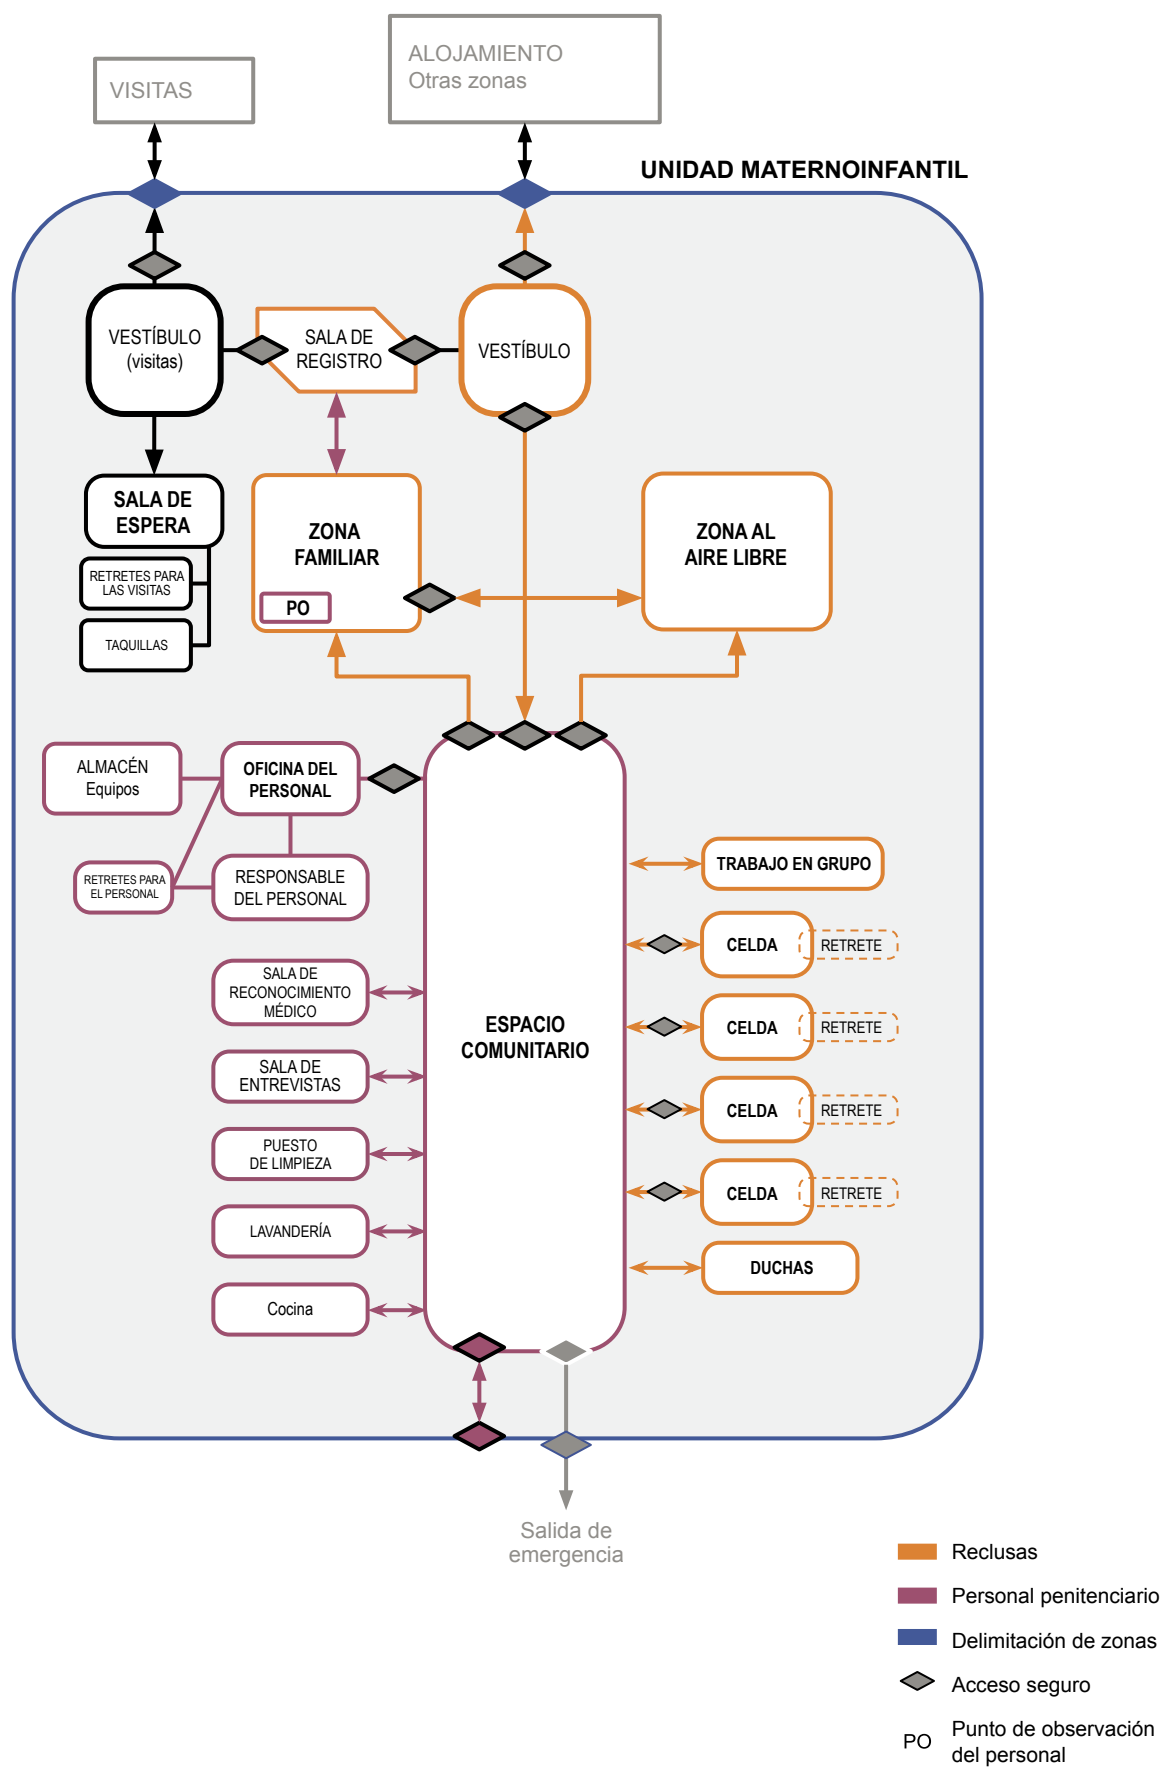 ALOJAMIENTO
Otras zonas
VISITAS
UNIDAD MATERNOINFANTIL
VESTÍBULO
(visitas)
SALA DE
REGISTRO
VESTÍBULO
SALA DE
ESPERA
RETRETES PARA
LAS VISITAS
TAQUILLAS
ZONA
FAMILIAR
PO
ZONA AL
AIRE LIBRE
ALMACÉN
Equipos
OFICINA DEL
PERSONAL
RETRETES PARA
EL PERSONAL
RESPONSABLE
DEL PERSONAL
SALA DE
RECONOCIMIENTO
MÉDICO
SALA DE
ENTREVISTAS
PUESTO
DE LIMPIEZA
LAVANDERÍA
Cocina
ESPACIO
COMUNITARIO
TRABAJO EN GRUPO
CELDA
RETRETE
CELDA
RETRETE
CELDA
RETRETE
CELDA
RETRETE
DUCHAS
Salida de
emergencia
Reclusas
Personal penitenciario
Delimitación de zonas
Acceso seguro
PO
Punto de observación
del personal